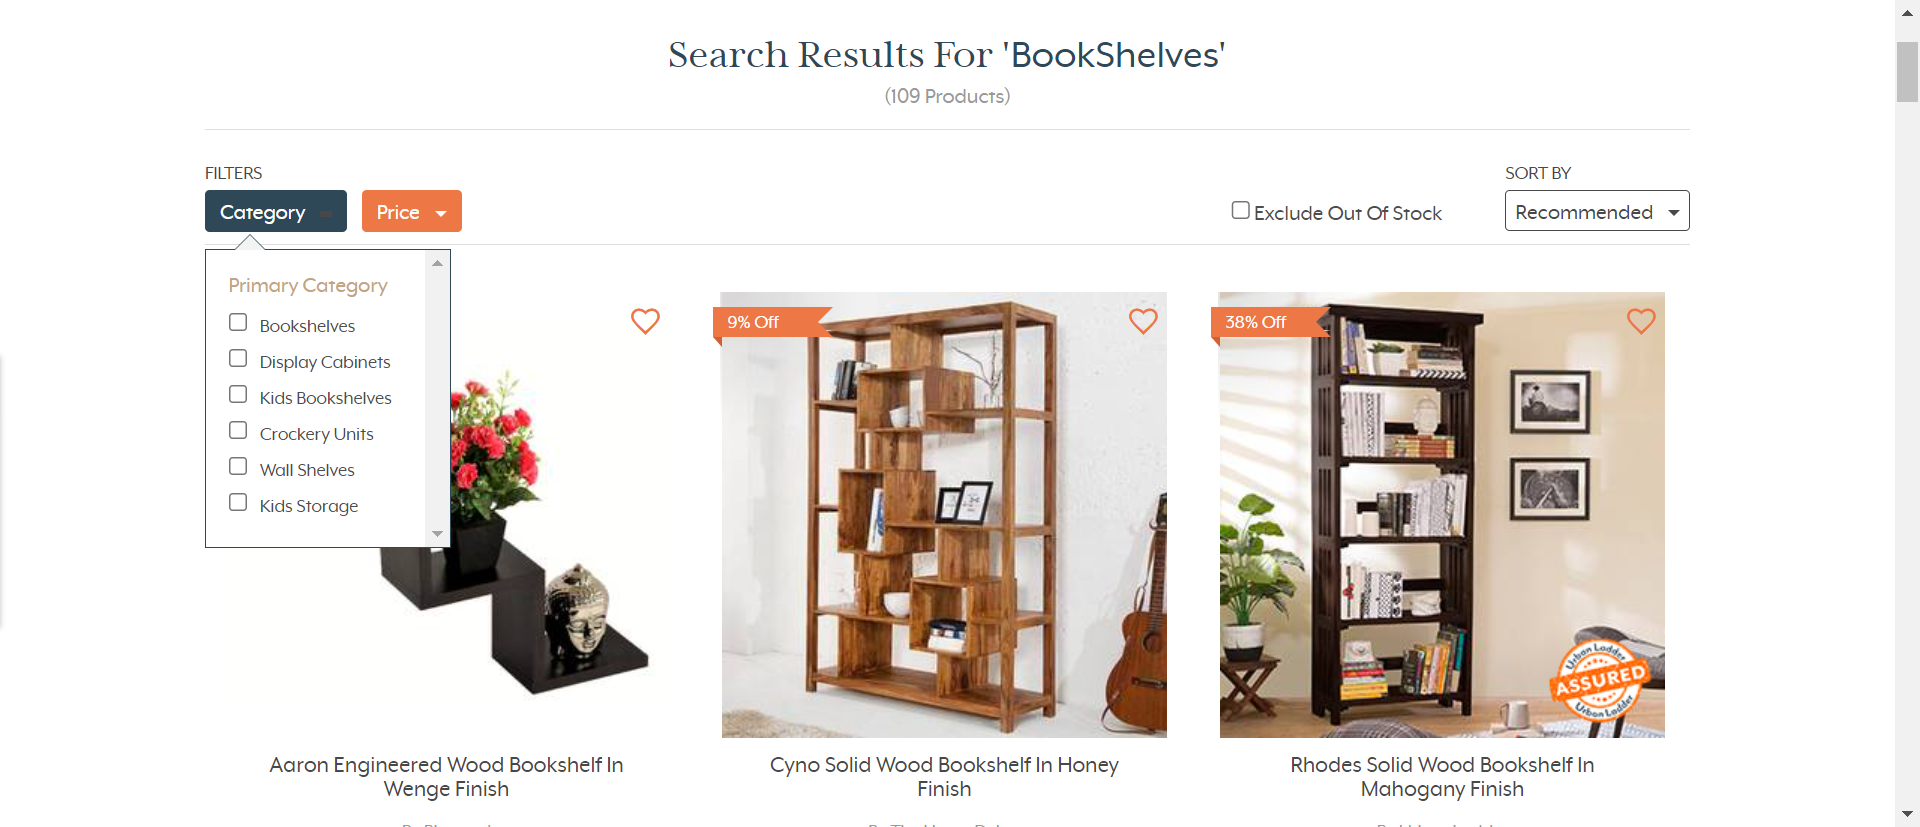 Search Results For 'BookShelves'
(109 Products)
FILTERS
SORT BY
Category
Price
Exclude Out Of Stock
Recommended
Primary Category
Bookshelves
Display Cabinets
Kids Bookshelves
Crockery Units
Wall Shelves
Kids Storage
9% Off
38% Off
Urban Ladder
ASSURED
Urban Ladder
Aaron Engineered Wood Bookshelf In
Wenge Finish
Cyno Solid Wood Bookshelf In Honey
Finish
Rhodes Solid Wood Bookshelf In
Mahogany Finish